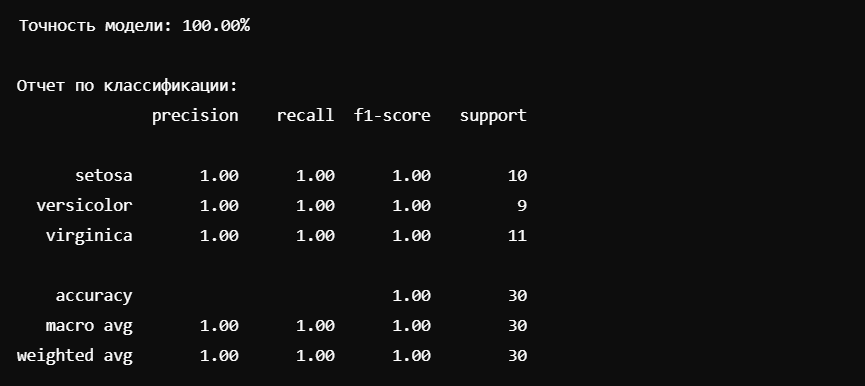 Точность модели: 100.00%
Отчет по классификации:
precision recall f1-score support
setosa 1.00 1.00 1.00 10
versicolor 1.00 1.00 1.00 9
virginica 1.00 1.00 1.00 11
accuracy 1.00 30
macro avg 1.00 1.00 1.00 30
weighted avg 1.00 1.00 1.00 30